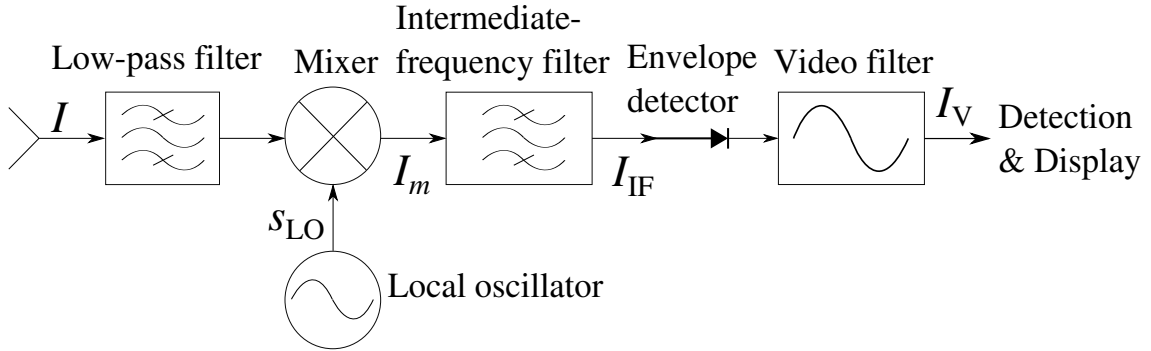 Low-pass filter
Mixer
Intermediate-
frequency filter
Envelope
detector
Video filter
I
I_m
I_IF
I_V
Detection
& Display
s_LO
Local oscillator